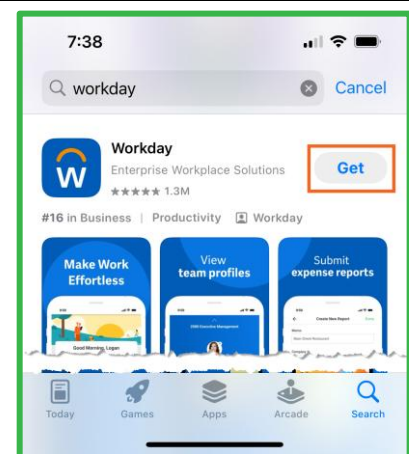 7:38
workday
Cancel
Workday
Enterprise Workplace Solutions
★★★★★ 1.3M
Get
#16 in Business | Productivity Workday
Make Work
Effortless
View
team profiles
Submit
expense reports
Good Morning, Logan
Create New Report
Today
Games
Apps
Arcade
Search